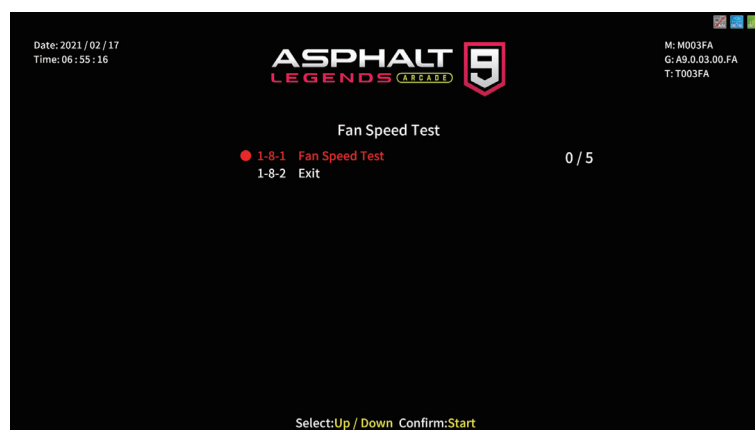 Date: 2021 / 02 / 17
Time: 06 : 55 : 16
ASPHALT 9
LEGENDS ARCADE
M: M003FA
G: A9.0.03.00.FA
T: T003FA
Fan Speed Test
1-8-1 Fan Speed Test 0 / 5
1-8-2 Exit
Select:Up / Down Confirm:Start